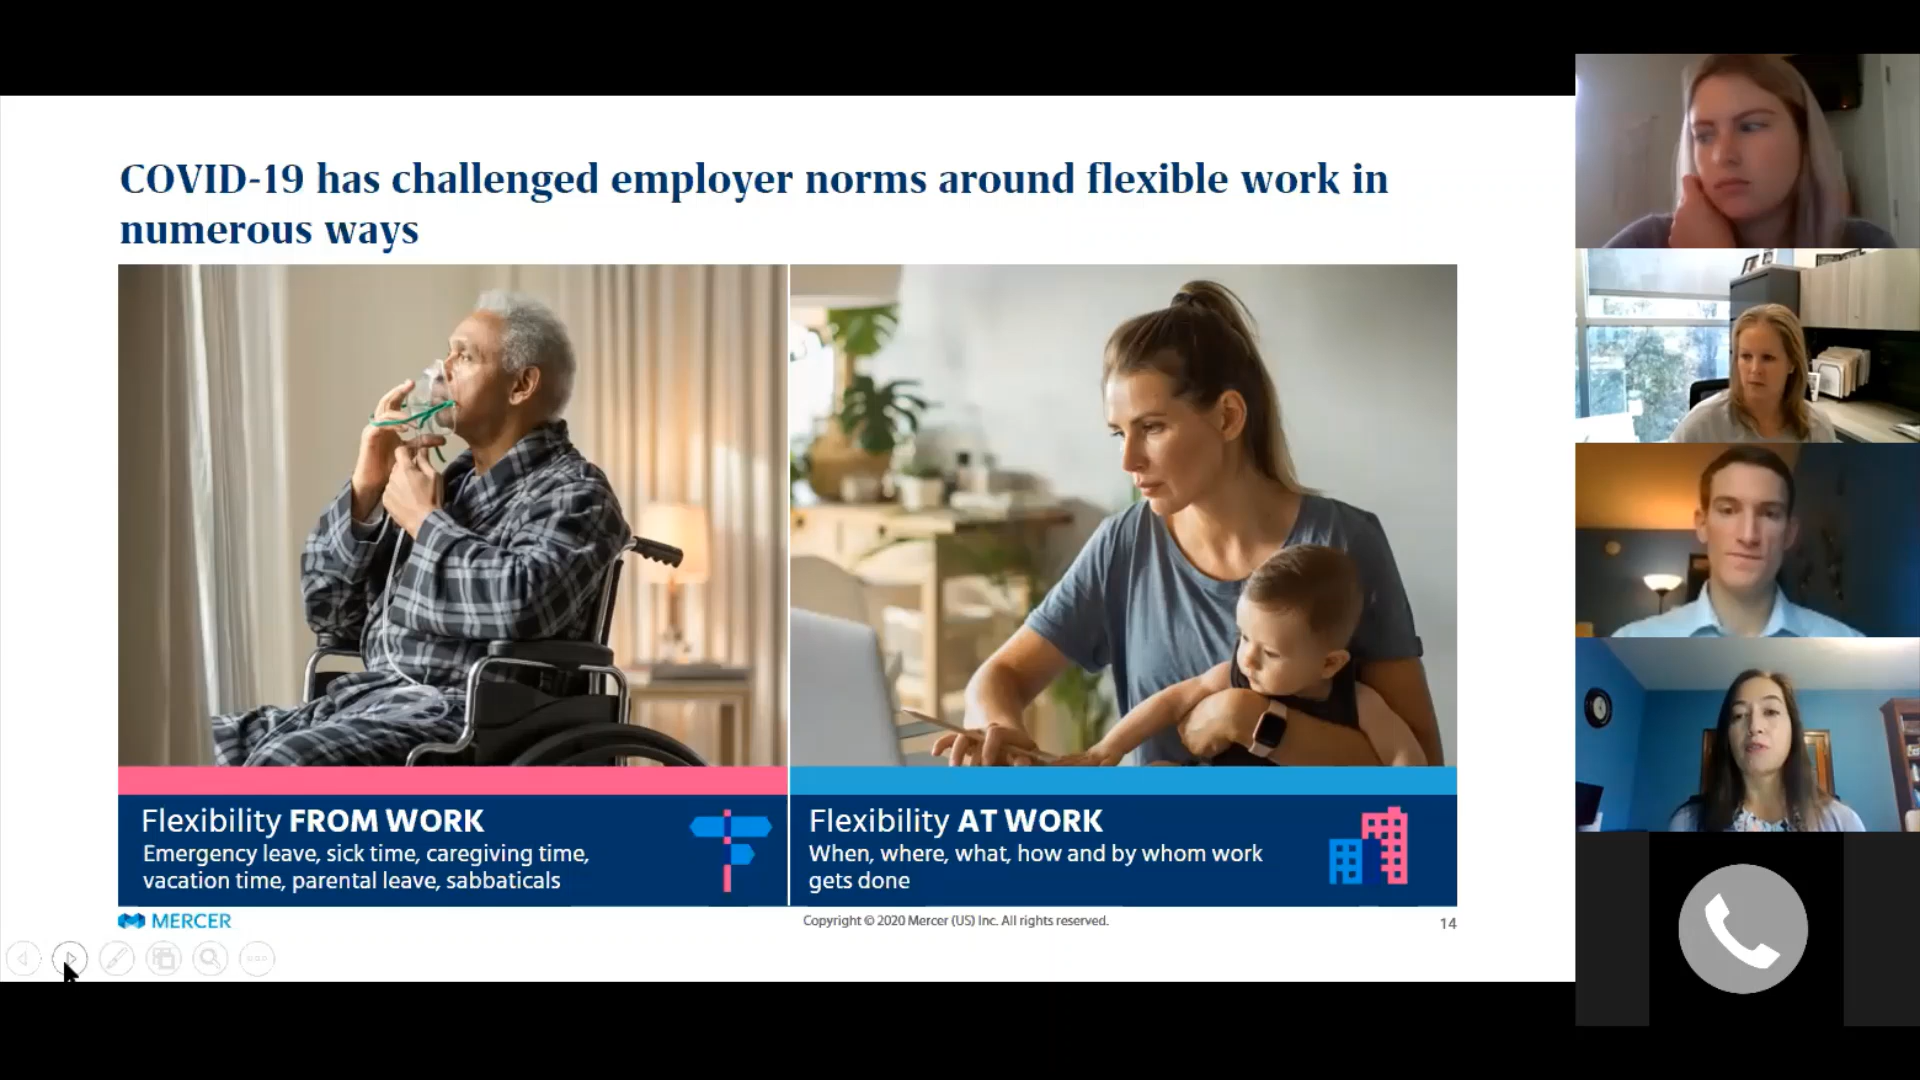 COVID-19 has challenged employer norms around flexible work in
numerous ways
Flexibility FROM WORK
Emergency leave, sick time, caregiving time,
vacation time, parental leave, sabbaticals
Flexibility AT WORK
When, where, what, how and by whom work
gets done
MERCER
Copyright © 2020 Mercer (US) Inc. All rights reserved.
14